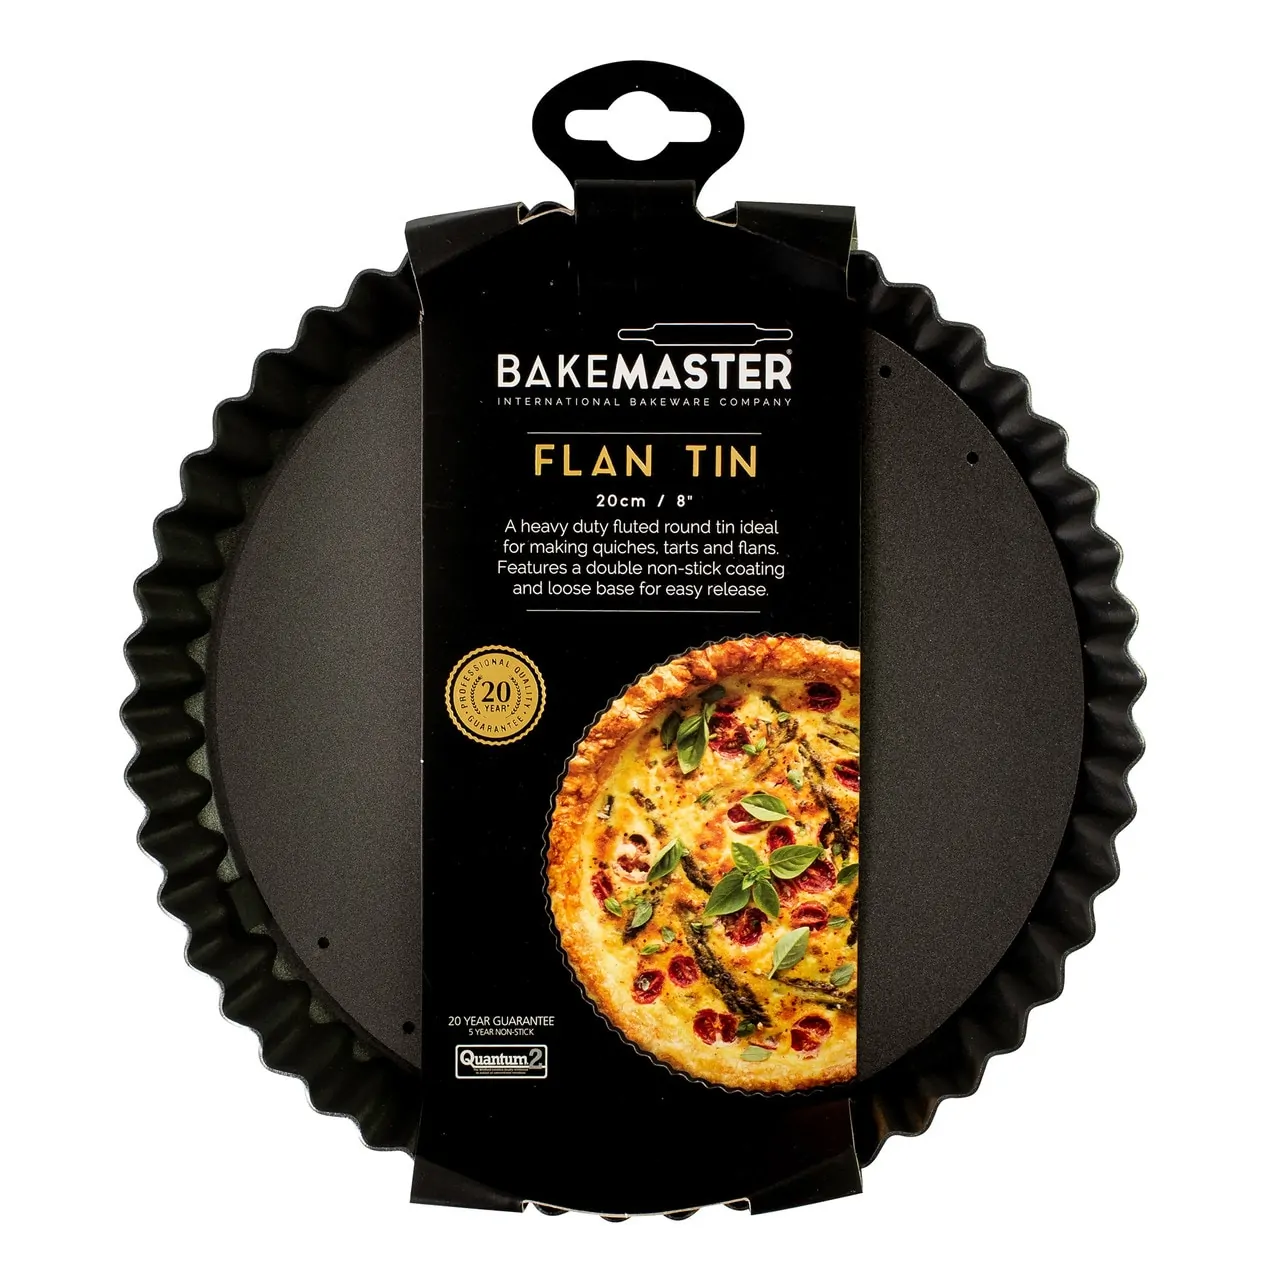 BAKEMASTER®
INTERNATIONAL BAKEWARE COMPANY
FLAN TIN
20cm / 8"
A heavy duty fluted round tin ideal
for making quiches, tarts and flans.
Features a double non-stick coating
and loose base for easy release.
PROFESSIONAL QUALITY
20
YEAR*
GUARANTEE
20 YEAR GUARANTEE
5 YEAR NON-STICK
Quantum2